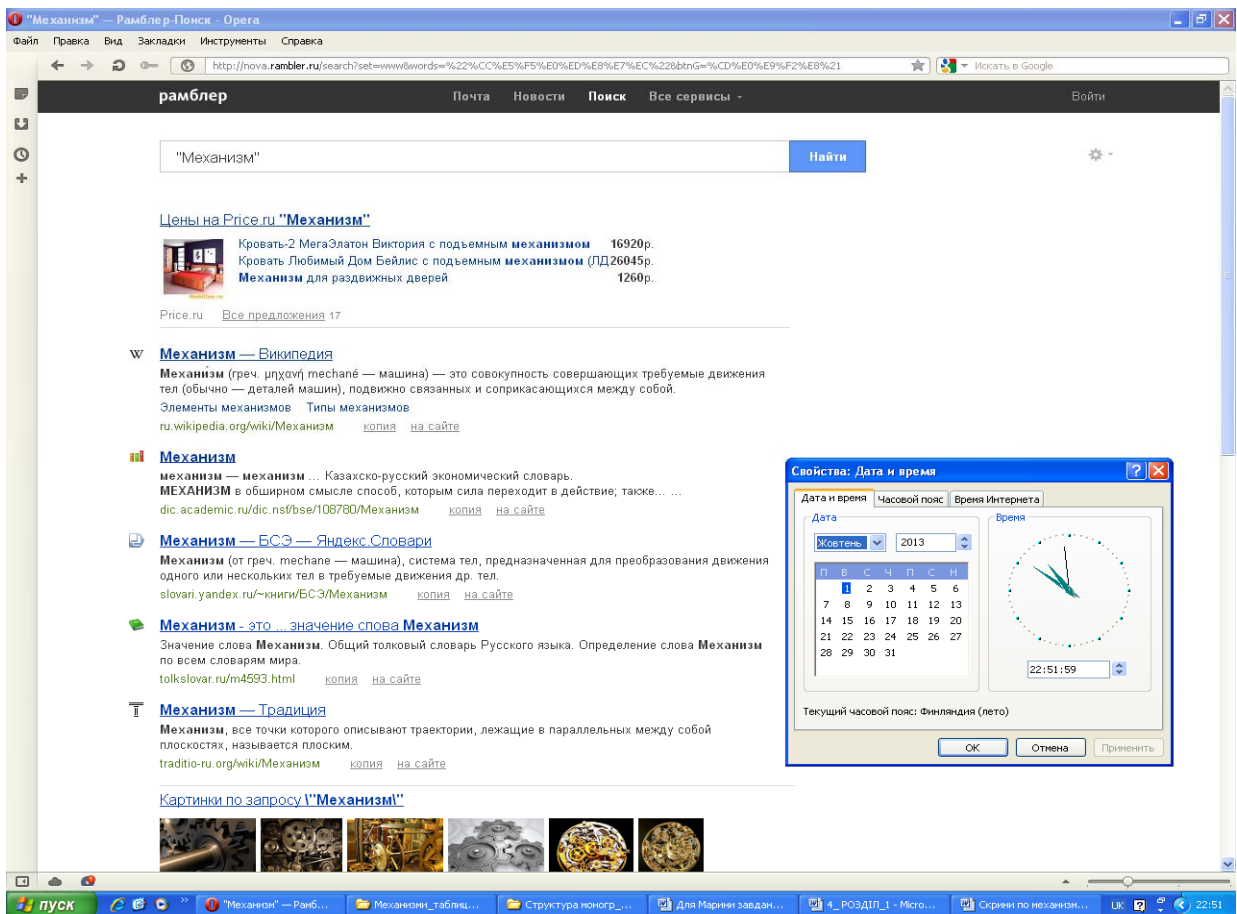 "Механизм" — Рамблер-Поиск - Opera
Файл Правка Вид Закладки Инструменты Справка
http://nova.rambler.ru/search?set=www&words=%22%CC%E5%F5%E0%ED%E8%E7%EC%22&btnG=%CD%E0%E9%F2%E8%21
Искать в Google
рамблер Почта Новости Поиск Все сервисы Войти
"Механизм" Найти
Цены на Price.ru "Механизм"
Кровать-2 МегаЭлатон Виктория с подъемным механизмом 16920р.
Кровать Любимый Дом Бейлис с подъемным механизмом (ЛД 26045р.
Механизм для раздвижных дверей 1260р.
Price.ru Все предложения 17
W Механизм — Википедия
Механи́зм (греч. μηχανή mechané — машина) — это совокупность совершающих требуемые движения
тел (обычно — деталей машин), подвижно связанных и соприкасающихся между собой.
Элементы механизмов Типы механизмов
ru.wikipedia.org/wiki/Механизм копия на сайте
Механизм
механизм — механизм ... Казахско-русский экономический словарь.
МЕХАНИЗМ в обширном смысле способ, которым сила переходит в действие; также... ...
dic.academic.ru/dic.nsf/bse/108780/Механизм копия на сайте
Механизм — БСЭ — Яндекс.Словари
Механизм (от греч. mechane — машина), система тел, предназначенная для преобразования движения
одного или нескольких тел в требуемые движения др. тел.
slovari.yandex.ru/~книги/БСЭ/Механизм копия на сайте
Механизм - это ... значение слова Механизм
Значение слова Механизм. Общий толковый словарь Русского языка. Определение слова Механизм
по всем словарям мира.
tolkslovar.ru/m4593.html копия на сайте
Механизм — Традиция
Механизм, все точки которого описывают траектории, лежащие в параллельных между собой
плоскостях, называется плоским.
traditio-ru.org/wiki/Механизм копия на сайте
Картинки по запросу \"Механизм\"
Свойства: Дата и время
Дата и время Часовой пояс Время Интернета
Дата Время
Жовтень 2013
П В С Ч П С Н
1 2 3 4 5 6
7 8 9 10 11 12 13
14 15 16 17 18 19 20
21 22 23 24 25 26 27
28 29 30 31
22:51:59
Текущий часовой пояс: Финляндия (лето)
ОК Отмена Применить
пуск "Механизм" — Рамб... Механизми_таблиц... Структура моногр_... Для Марини завдан... 4_ РОЗДІЛ_1 - Micro... Скрини по механізм... UK 22:51